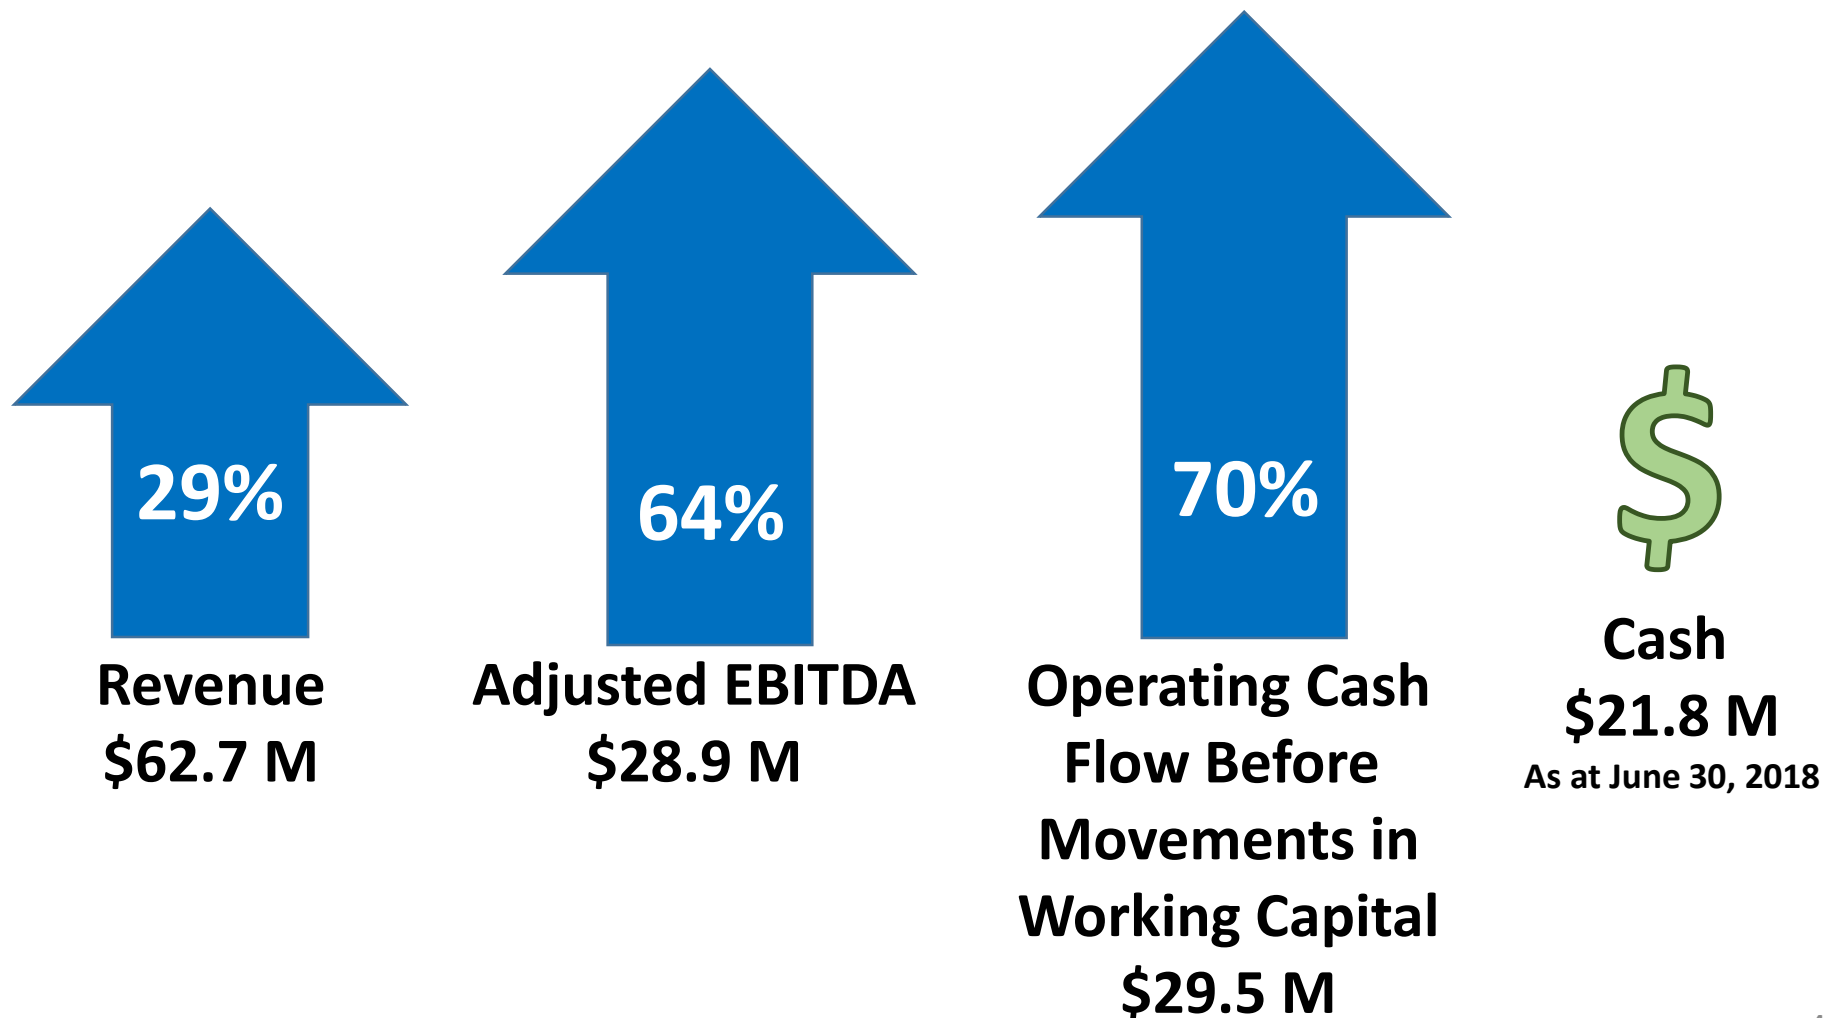 29%
Revenue
$62.7 M
64%
Adjusted EBITDA
$28.9 M
70%
Operating Cash
Flow Before
Movements in
Working Capital
$29.5 M
$
Cash
$21.8 M
As at June 30, 2018